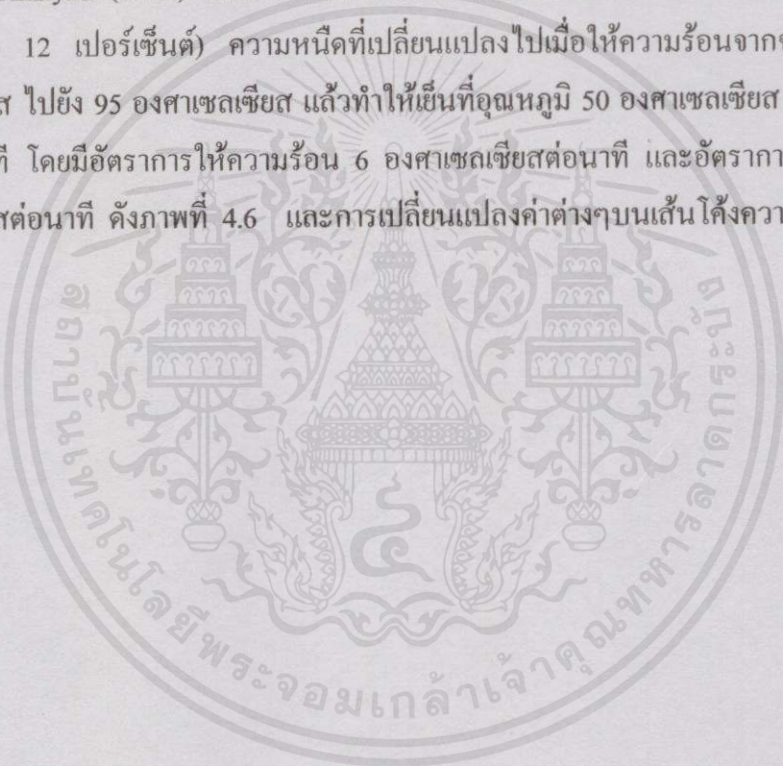 12 เปอร์เซ็นต์) ความหนืดที่เปลี่ยนแปลงไปเมื่อให้ความร้อนจาก
ส ไปยัง 95 องศาเซลเซียส แล้วทำให้เย็นที่อุณหภูมิ 50 องศาเซลเซียส
ที โดยมีอัตราการให้ความร้อน 6 องศาเซลเซียสต่อนาที และอัตรากา
สต่อนาที ดังภาพที่ 4.6 และการเปลี่ยนแปลงค่าต่างๆบนเส้นโค้งควา
สถาบันเทคโนโลยีพระจอมเกล้าเจ้าคุณทหารลาดกระบัง